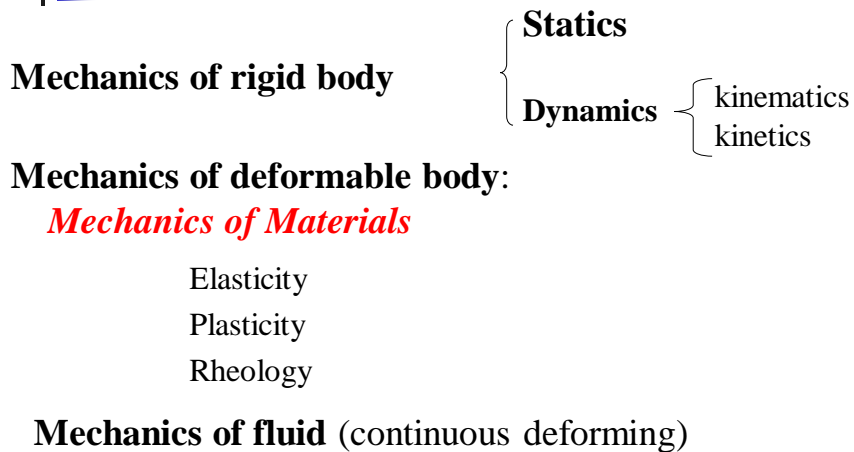 Statics
Mechanics of rigid body
Dynamics
kinematics
kinetics
Mechanics of deformable body:
Mechanics of Materials
Elasticity
Plasticity
Rheology
Mechanics of fluid (continuous deforming)